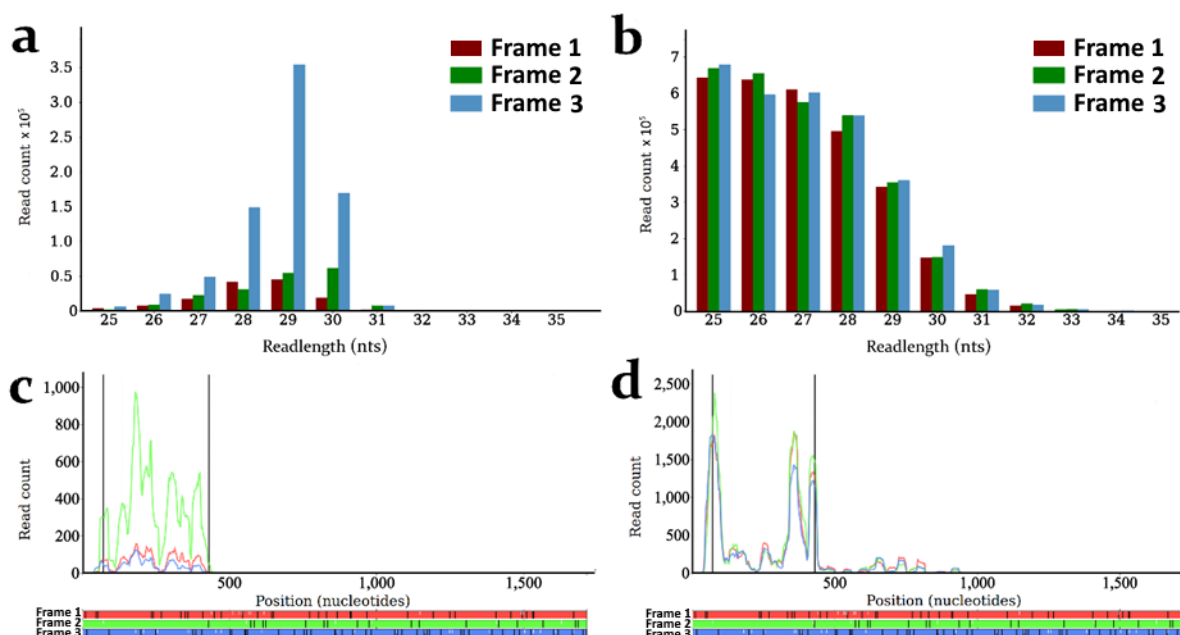 a
Frame 1
Frame 2
Frame 3
3.5
3.0
2.5
2.0
1.5
1.0
0.5
0
Read count x 10⁵
25 26 27 28 29 30 31 32 33 34 35
Readlength (nts)
b
Frame 1
Frame 2
Frame 3
7
6
5
4
3
2
1
0
Read count x 10⁵
25 26 27 28 29 30 31 32 33 34 35
Readlength (nts)
c
1,000
800
600
400
200
0
Read count
500 1,000 1,500
Position (nucleotides)
Frame 1
Frame 2
Frame 3
d
2,500
2,000
1,500
1,000
500
0
Read count
500 1,000 1,500
Position (nucleotides)
Frame 1
Frame 2
Frame 3